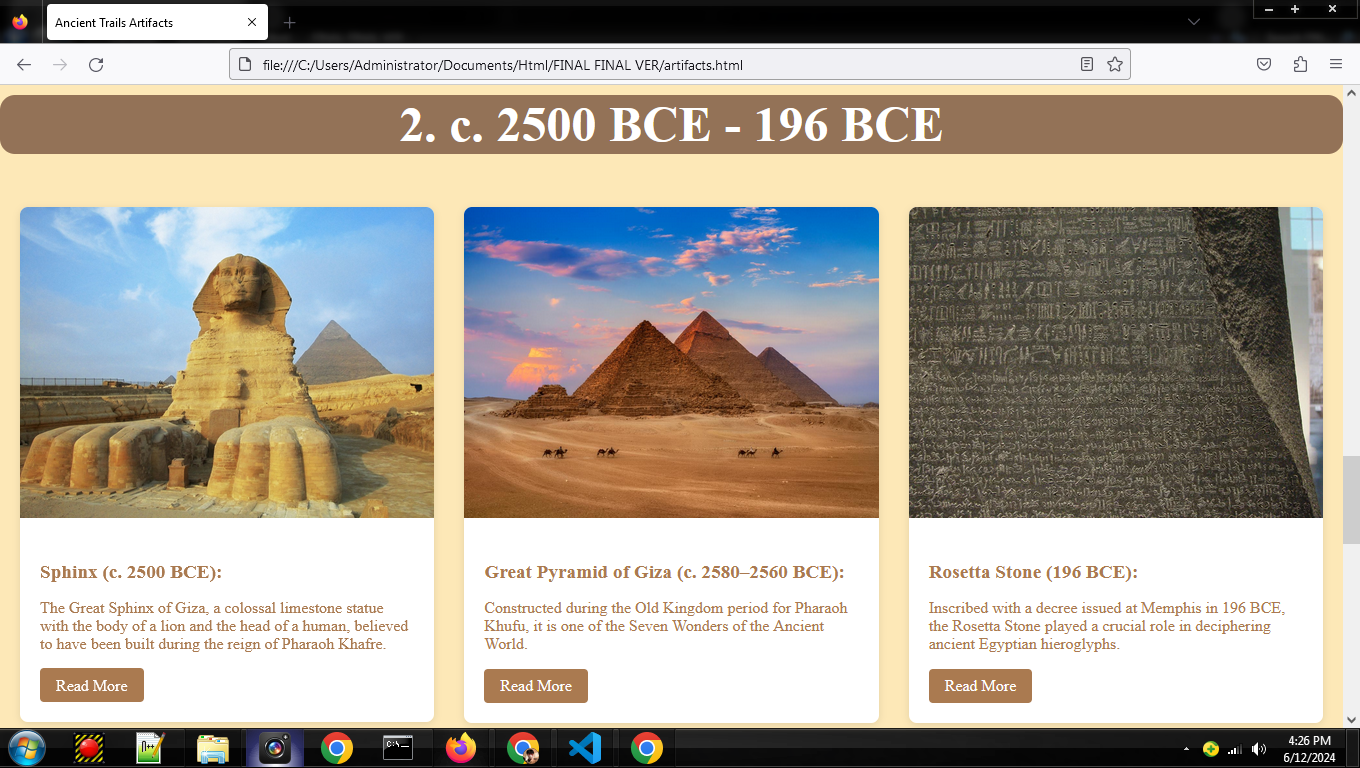 Ancient Trails Artifacts
file:///C:/Users/Administrator/Documents/Html/FINAL FINAL VER/artifacts.html
2. c. 2500 BCE - 196 BCE
Sphinx (c. 2500 BCE):
The Great Sphinx of Giza, a colossal limestone statue
with the body of a lion and the head of a human, believed
to have been built during the reign of Pharaoh Khafre.
Read More
Great Pyramid of Giza (c. 2580–2560 BCE):
Constructed during the Old Kingdom period for Pharaoh
Khufu, it is one of the Seven Wonders of the Ancient
World.
Read More
Rosetta Stone (196 BCE):
Inscribed with a decree issued at Memphis in 196 BCE,
the Rosetta Stone played a crucial role in deciphering
ancient Egyptian hieroglyphs.
Read More
4:26 PM
6/12/2024